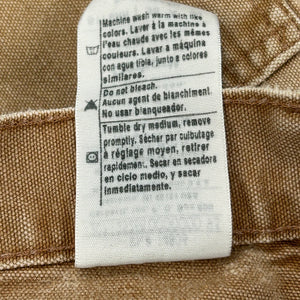 Machine wash warm with like
colors. Laver à la machine à
l'eau chaude avec les mêmes
couleurs. Lavar a máquina
con agua tibia, junto a colores
similares.
Do not bleach.
Aucun agent de blanchiment.
No usar blanqueador.
Tumble dry medium, remove
promptly. Sécher par culbutage
à réglage moyen, retirer
rapidement. Secar en secadora
en ciclo medio, y sacar
inmediatamente.